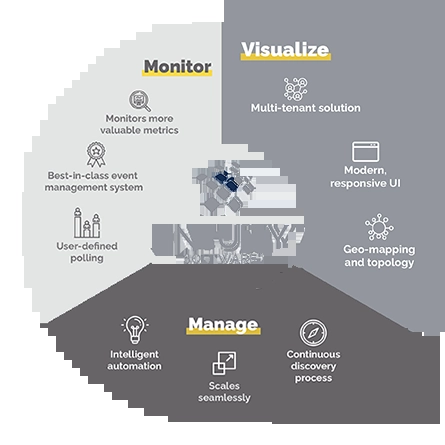 Visualize
Monitor
Multi-tenant solution
Monitors more
valuable metrics
Modern,
responsive UI
Best-in-class event
management system
User-defined
polling
Geo-mapping
and topology
SOFTWARE
Manage
Intelligent
automation
Continuous
discovery
process
Scales
seamlessly